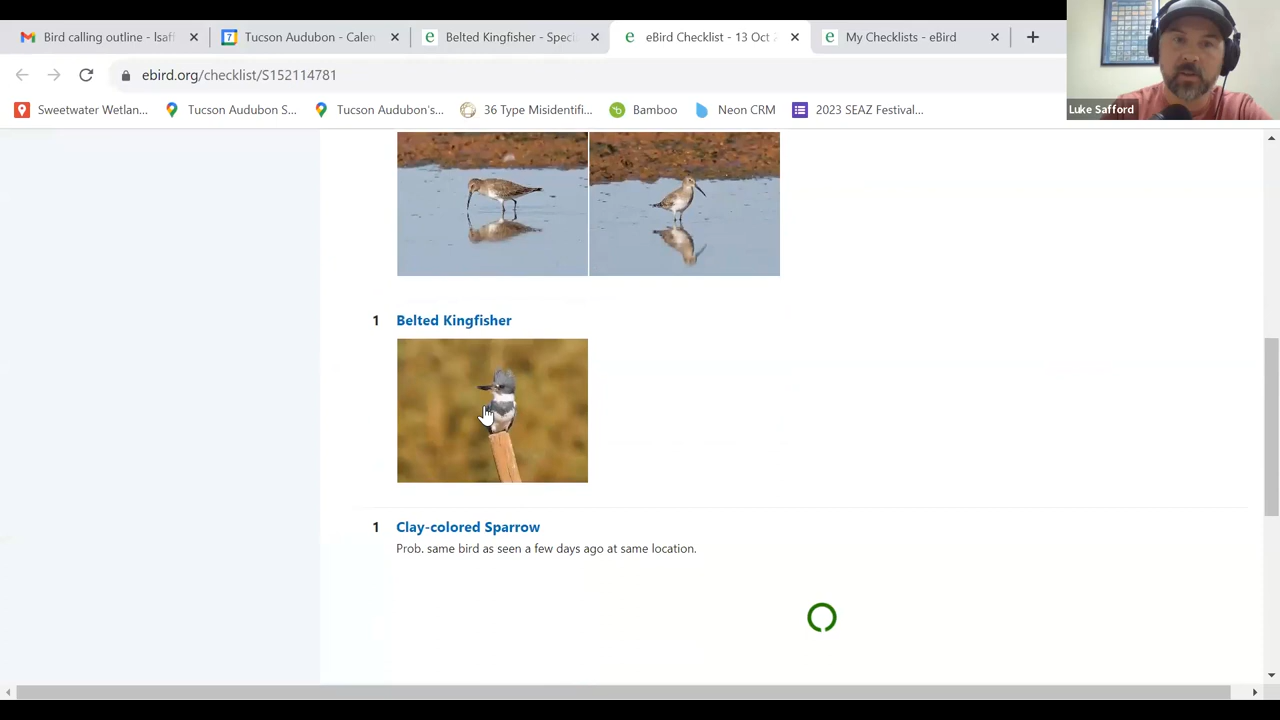 Bird calling outline - lsaff
Tucson Audubon - Calen
Belted Kingfisher - Speci
eBird Checklist - 13 Oct 2
My Checklists - eBird
ebird.org/checklist/S152114781
Sweetwater Wetlan...
Tucson Audubon S...
Tucson Audubon's...
36 Type Misidentifi...
Bamboo
Neon CRM
2023 SEAZ Festival...
Luke Safford
1 Belted Kingfisher
1 Clay-colored Sparrow
Prob. same bird as seen a few days ago at same location.